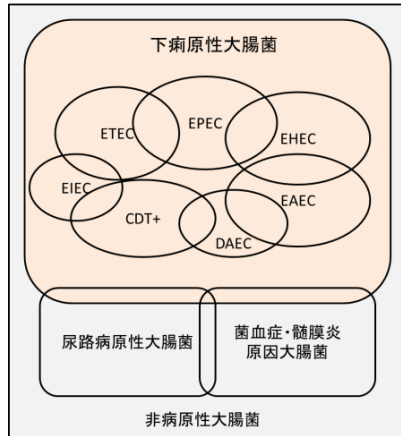 下痢原性大腸菌
EPEC
ETEC
EHEC
EIEC
EAEC
CDT+
DAEC
尿路病原性大腸菌
菌血症・髄膜炎
原因大腸菌
非病原性大腸菌